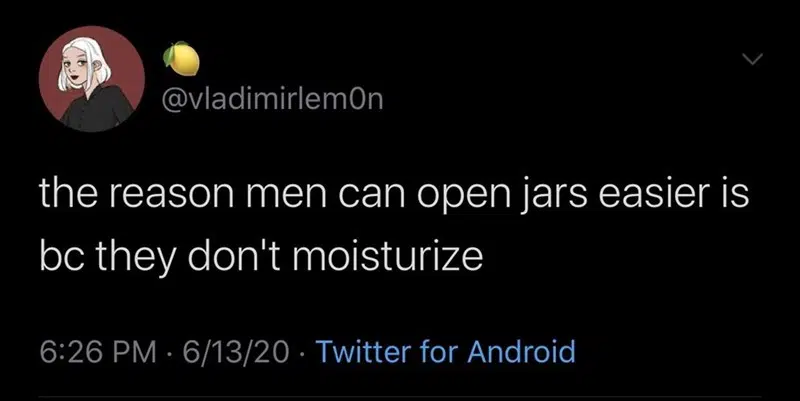 🍋
@vladimirlem0n
the reason men can open jars easier is
bc they don't moisturize
6:26 PM · 6/13/20 · Twitter for Android